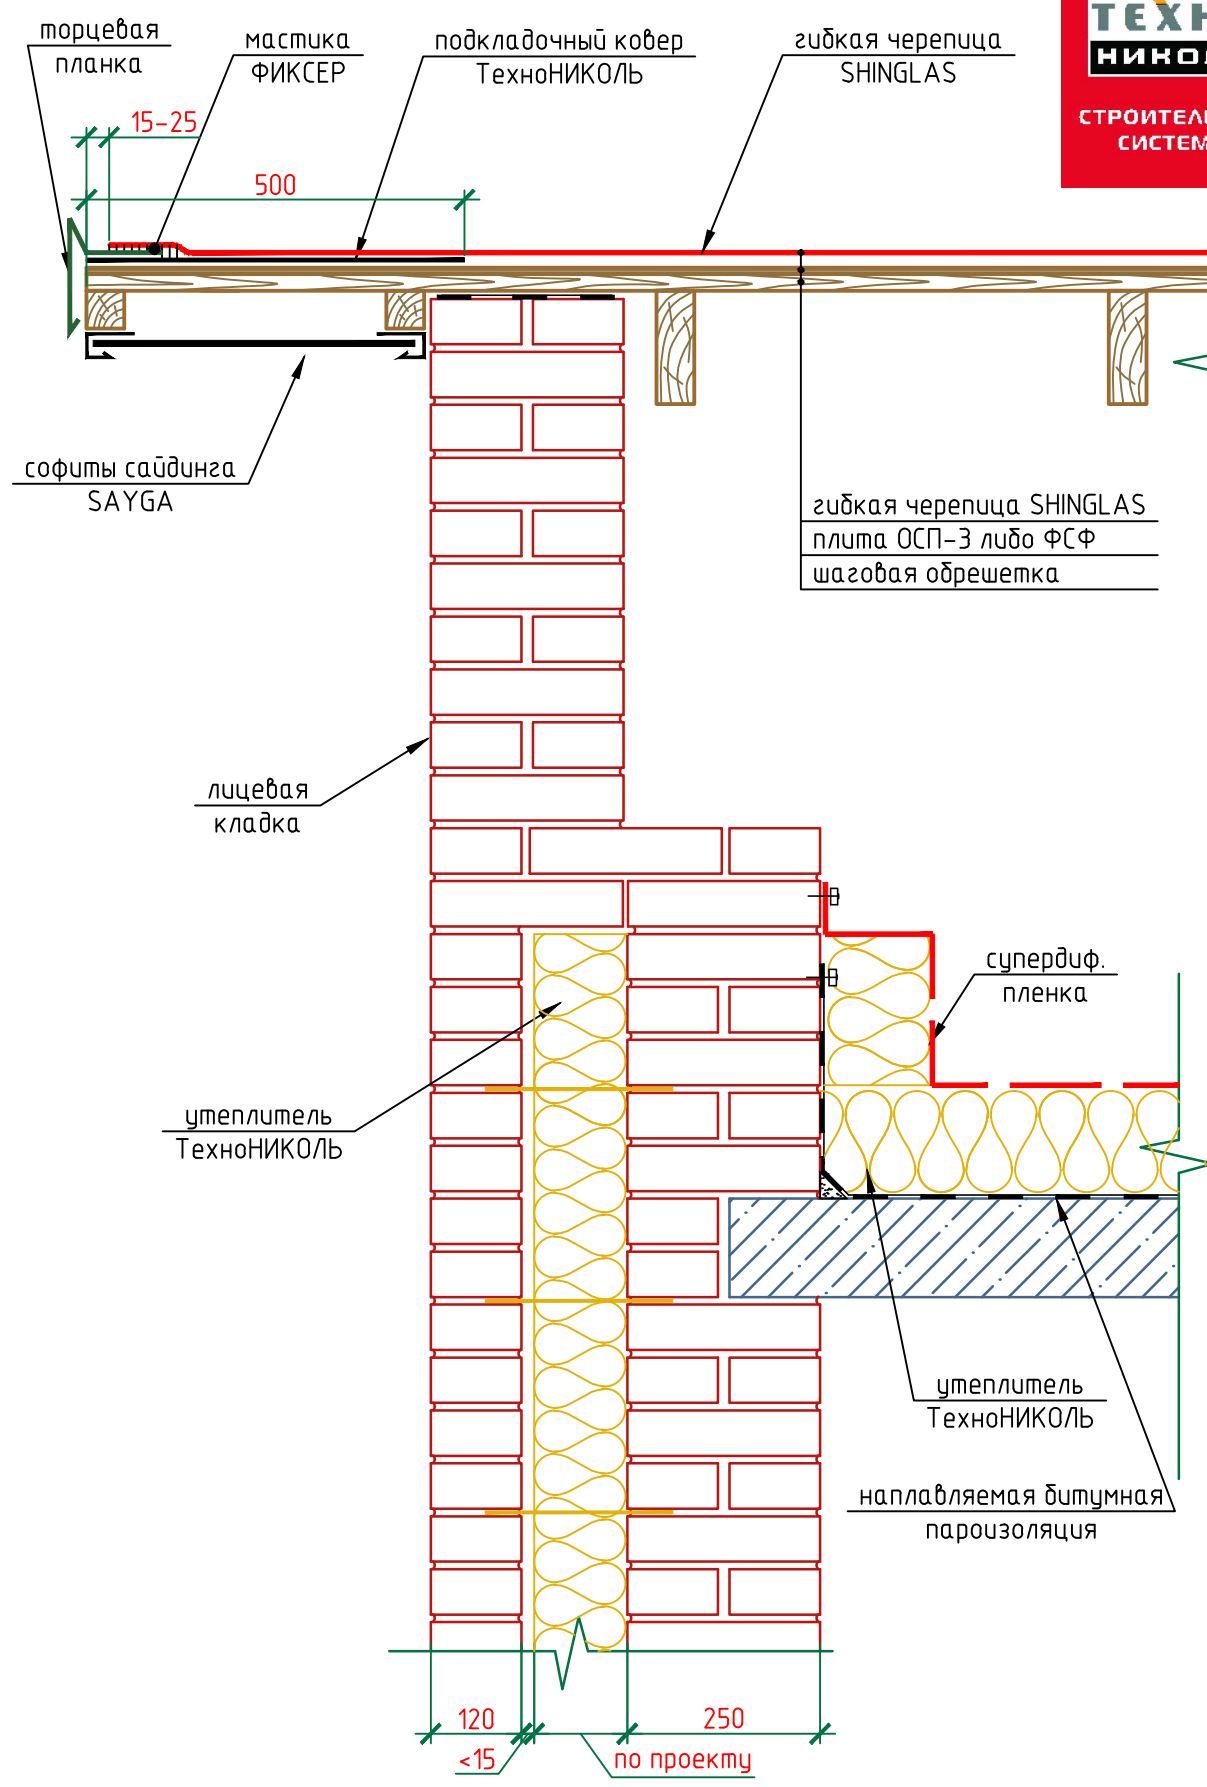 торцевая
планка
мастика
ФИКСЕР
подкладочный ковер
ТехноНИКОЛЬ
гибкая черепица
SHINGLAS
СИСТЕМ
15-25
500
софиты сайдинга
SAYGA
гибкая черепица SHINGLAS
плита ОСП-3 либо ФСФ
шаговая обрешетка
лицевая
кладка
супердиф.
пленка
утеплитель
ТехноНИКОЛЬ
утеплитель
ТехноНИКОЛЬ
наплавляемая битумная
пароизоляция
120
250
<15
по проекту